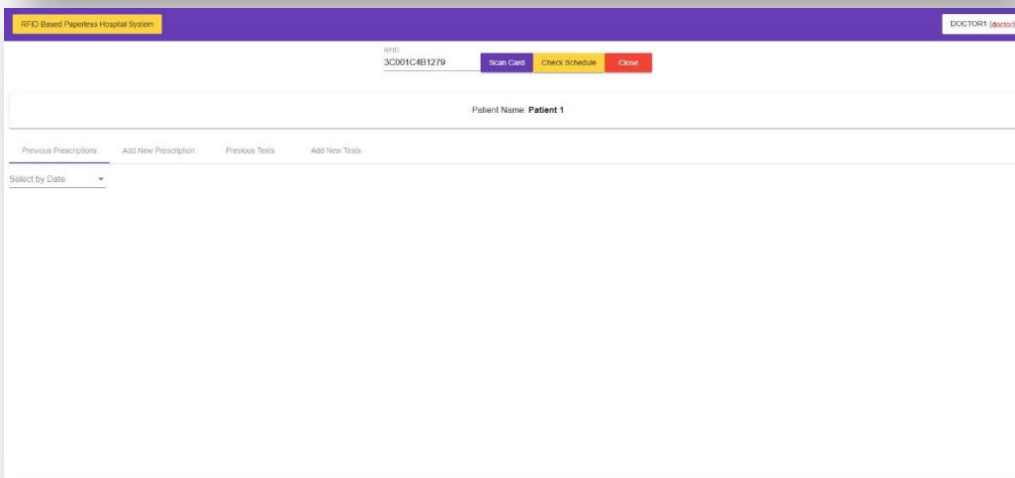 RFID Based Paperless Hospital System
DOCTOR1 (doctor)
RFID
3C001C4B1279
Scan Card
Check Schedule
Close
Patient Name: Patient 1
Previous Prescriptions
Add New Prescription
Previous Tests
Add New Tests
Select by Date